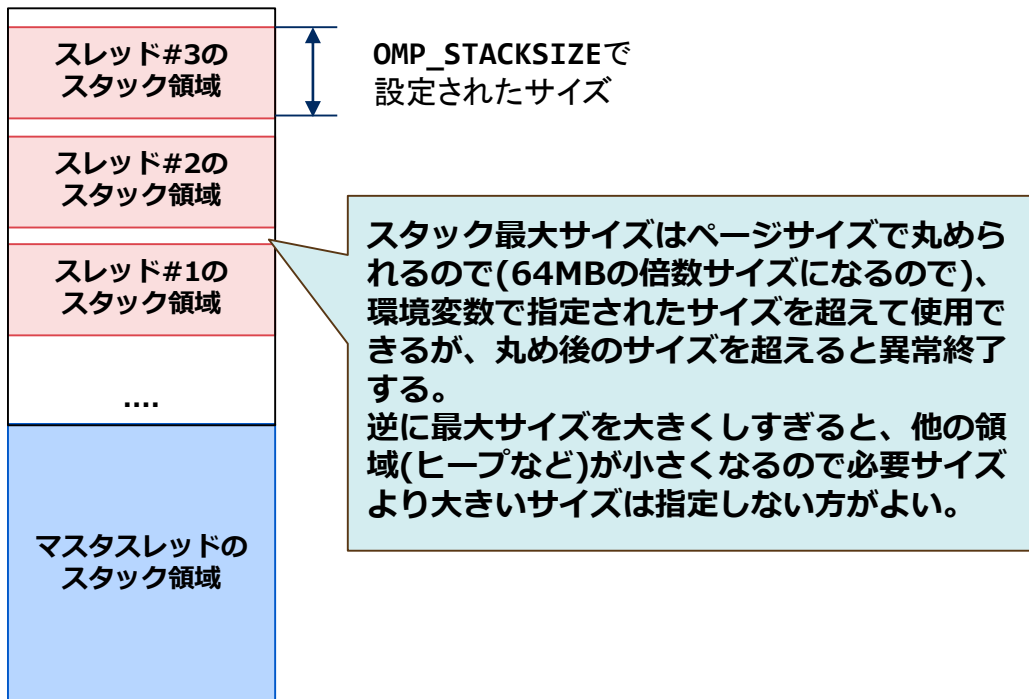 スレッド#3の
スタック領域
OMP_STACKSIZEで
設定されたサイズ
スレッド#2の
スタック領域
スレッド#1の
スタック領域
....
マスタスレッドの
スタック領域
スタック最大サイズはページサイズで丸めら
れるので(64MBの倍数サイズになるので)、
環境変数で指定されたサイズを超えて使用で
きるが、丸め後のサイズを超えると異常終了
する。
逆に最大サイズを大きくしすぎると、他の領
域(ヒープなど)が小さくなるので必要サイズ
より大きいサイズは指定しない方がよい。